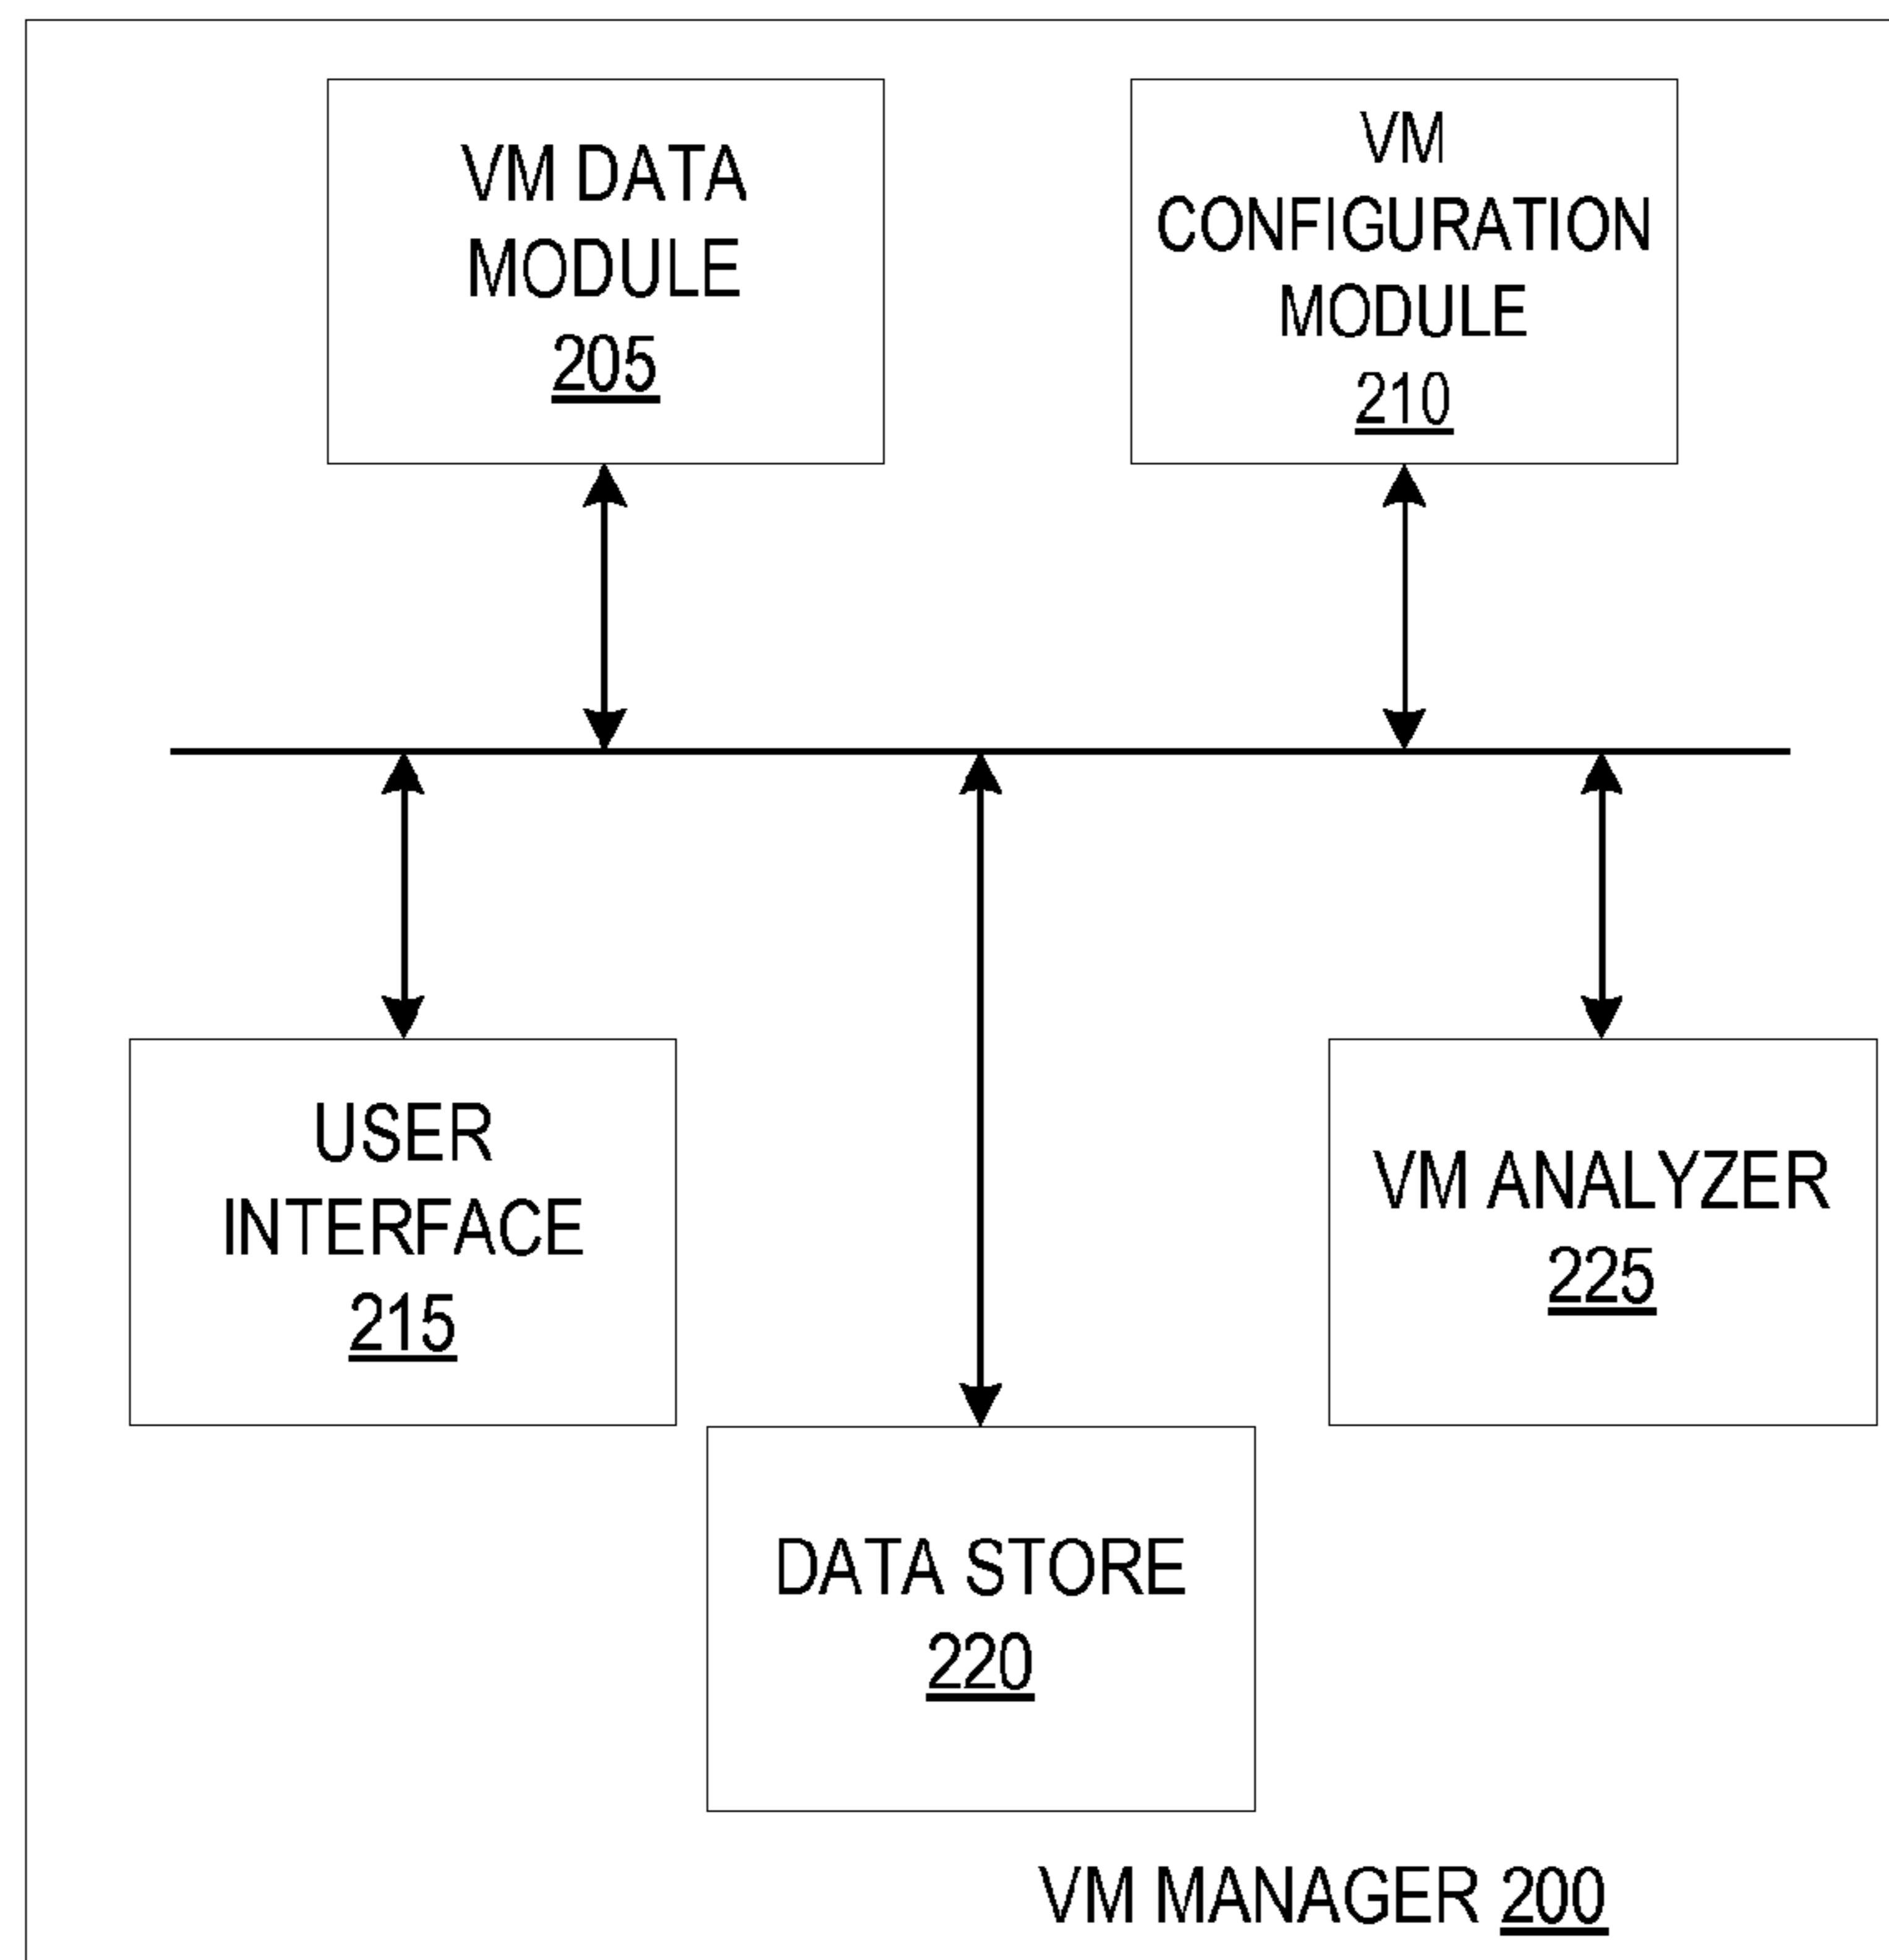 VM DATA
MODULE
205
VM
CONFIGURATION
MODULE
210
USER
INTERFACE
215
VM ANALYZER
225
DATA STORE
220
VM MANAGER 200